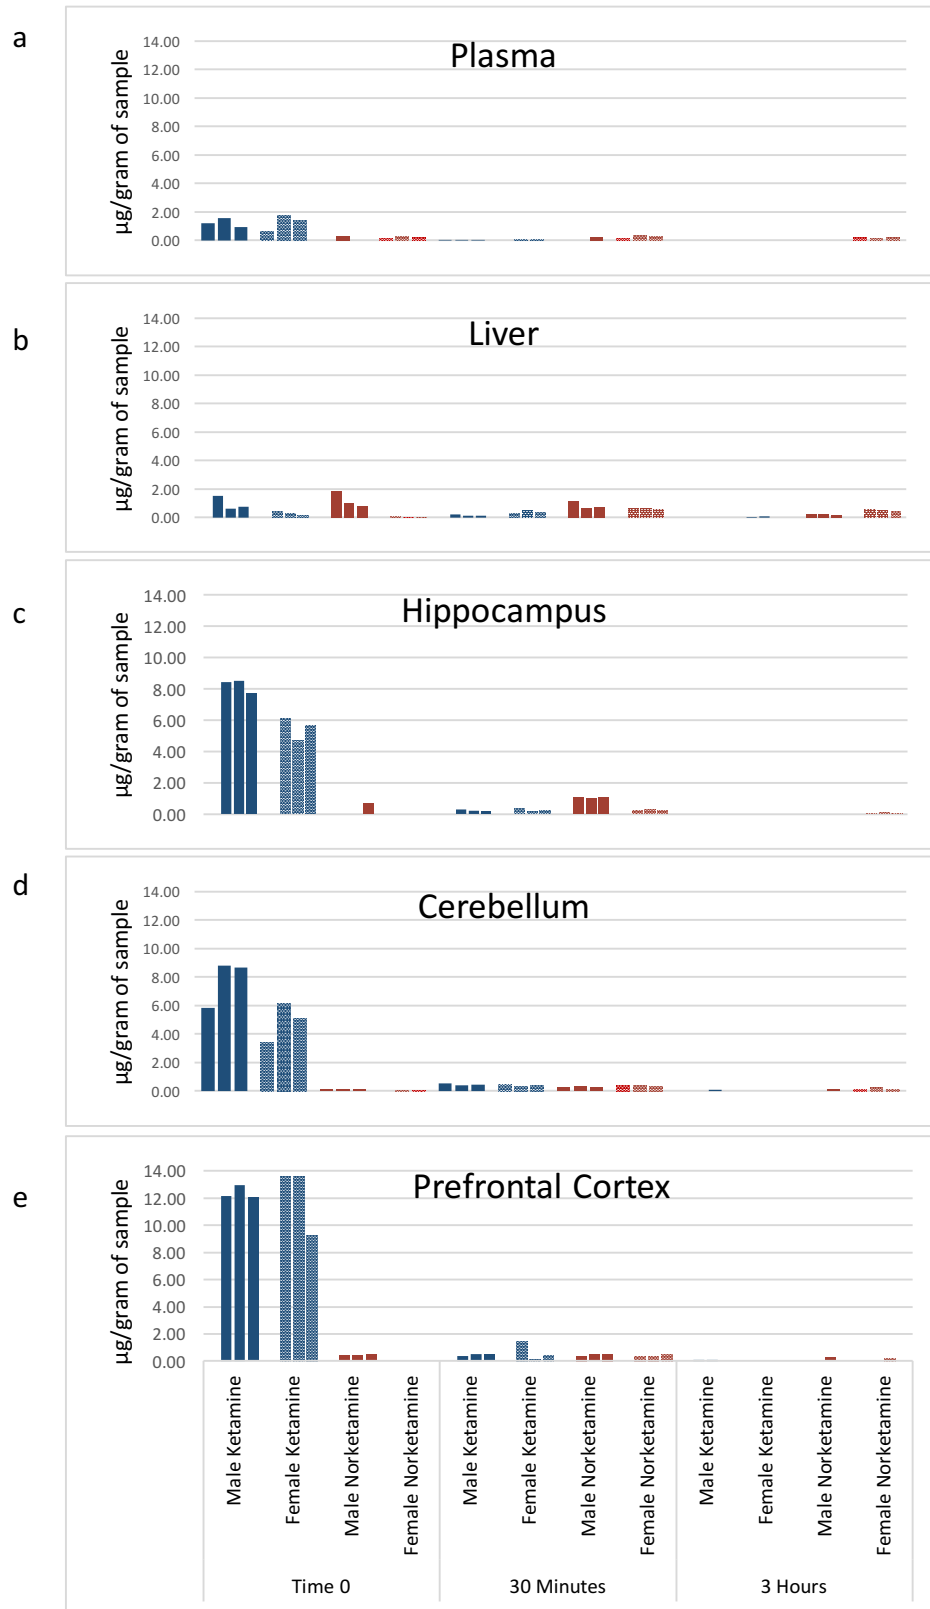 a
Plasma
µg/gram of sample
14.00
12.00
10.00
8.00
6.00
4.00
2.00
0.00
b
Liver
µg/gram of sample
14.00
12.00
10.00
8.00
6.00
4.00
2.00
0.00
c
Hippocampus
µg/gram of sample
14.00
12.00
10.00
8.00
6.00
4.00
2.00
0.00
d
Cerebellum
µg/gram of sample
14.00
12.00
10.00
8.00
6.00
4.00
2.00
0.00
e
Prefrontal Cortex
µg/gram of sample
14.00
12.00
10.00
8.00
6.00
4.00
2.00
0.00
Male Ketamine
Female Ketamine
Male Norketamine
Female Norketamine
Male Ketamine
Female Ketamine
Male Norketamine
Female Norketamine
Male Ketamine
Female Ketamine
Male Norketamine
Female Norketamine
Time 0
30 Minutes
3 Hours